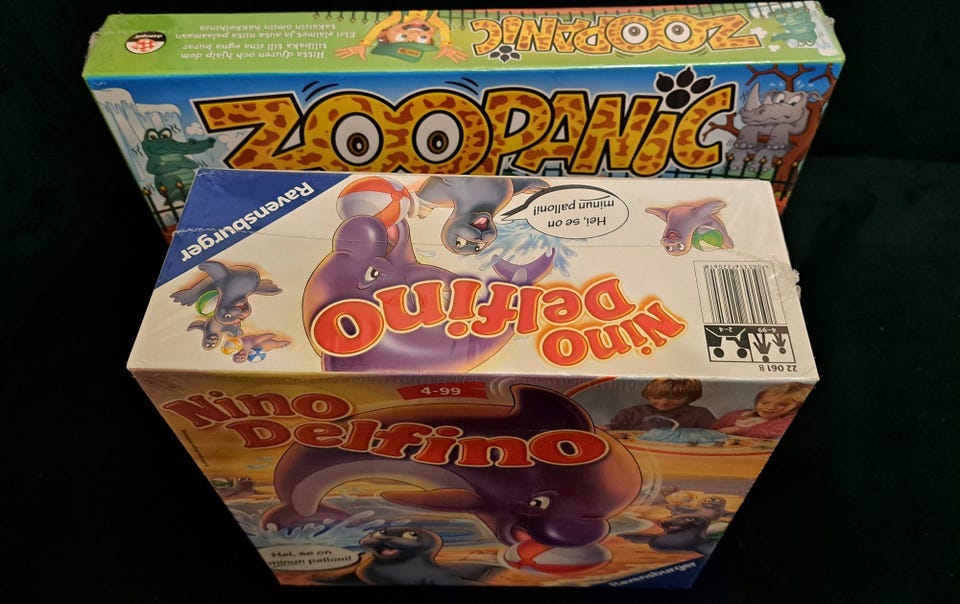 ZOOPANIC
Hitta djuren och hjälp dem
tillbaka till sina egna burar
Etsi eläimet ja auta niitä palaamaan
takaisin omiin häkkeihinsä
ZOOPANIC
Ravensburger
Hei, se on
minun palloni!
Nino
Delfino
2-4
4-99
22 061 8
4-99
Nino
Delfino
Hei, se on
minun palloni!
Ravensburger